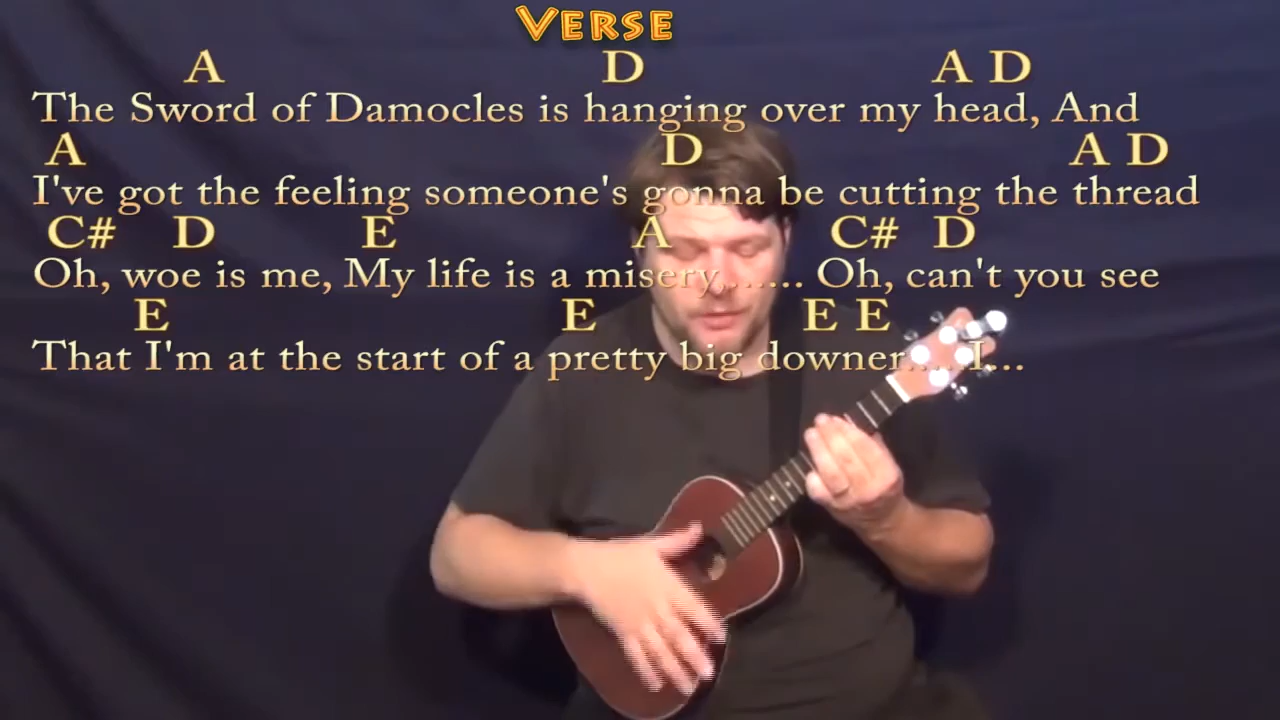 VERSE
A D A D
The Sword of Damocles is hanging over my head, And
A D A D
I've got the feeling someone's gonna be cutting the thread
C# D E A C# D
Oh, woe is me, My life is a misery,...... Oh, can't you see
E E E E
That I'm at the start of a pretty big downer.....I...